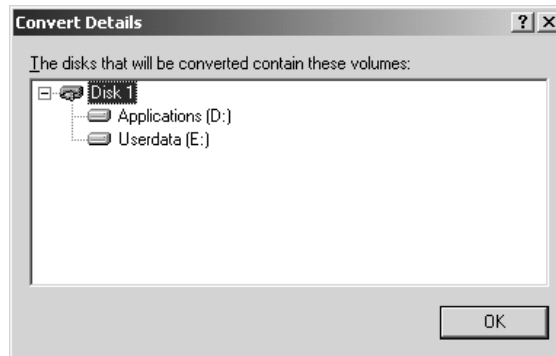 Convert Details
The disks that will be converted contain these volumes:
Disk 1
Applications (D:)
Userdata (E:)
OK